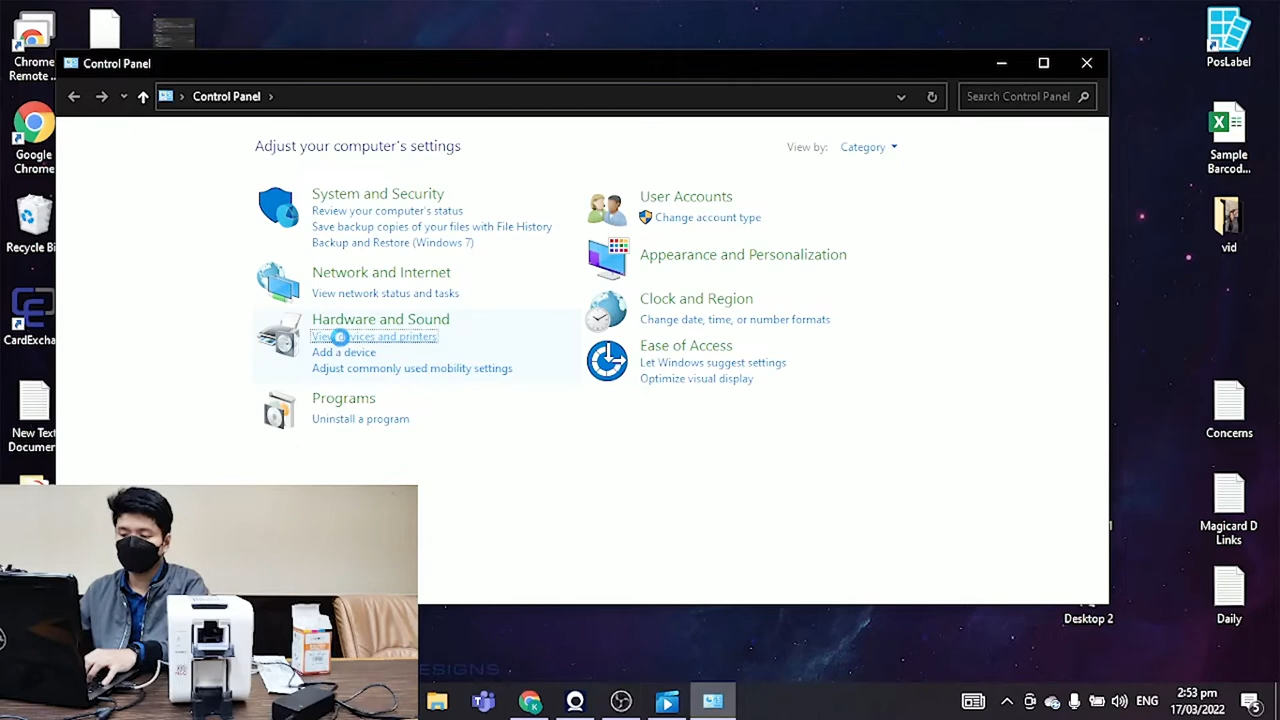 Chrome
Remote ...
Google
Chrome
Recycle Bi
CardExcha
New Text
Documen
Control Panel
Control Panel
Search Control Panel
Adjust your computer's settings
View by: Category
System and Security
Review your computer's status
Save backup copies of your files with File History
Backup and Restore (Windows 7)
Network and Internet
View network status and tasks
Hardware and Sound
View devices and printers
Add a device
Adjust commonly used mobility settings
Programs
Uninstall a program
User Accounts
Change account type
Appearance and Personalization
Clock and Region
Change date, time, or number formats
Ease of Access
Let Windows suggest settings
Optimize visual display
PosLabel
Sample
Barcod...
vid
Concerns
Magicard D
Links
Daily
Desktop 2
ESIGNS
ENG
2:53 pm
17/03/2022
5